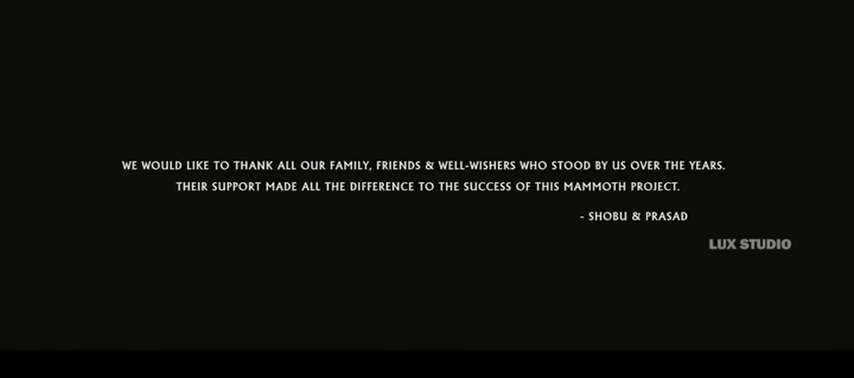 WE WOULD LIKE TO THANK ALL OUR FAMILY, FRIENDS & WELL-WISHERS WHO STOOD BY US OVER THE YEARS.
THEIR SUPPORT MADE ALL THE DIFFERENCE TO THE SUCCESS OF THIS MAMMOTH PROJECT.
- SHOBU & PRASAD
LUX STUDIO